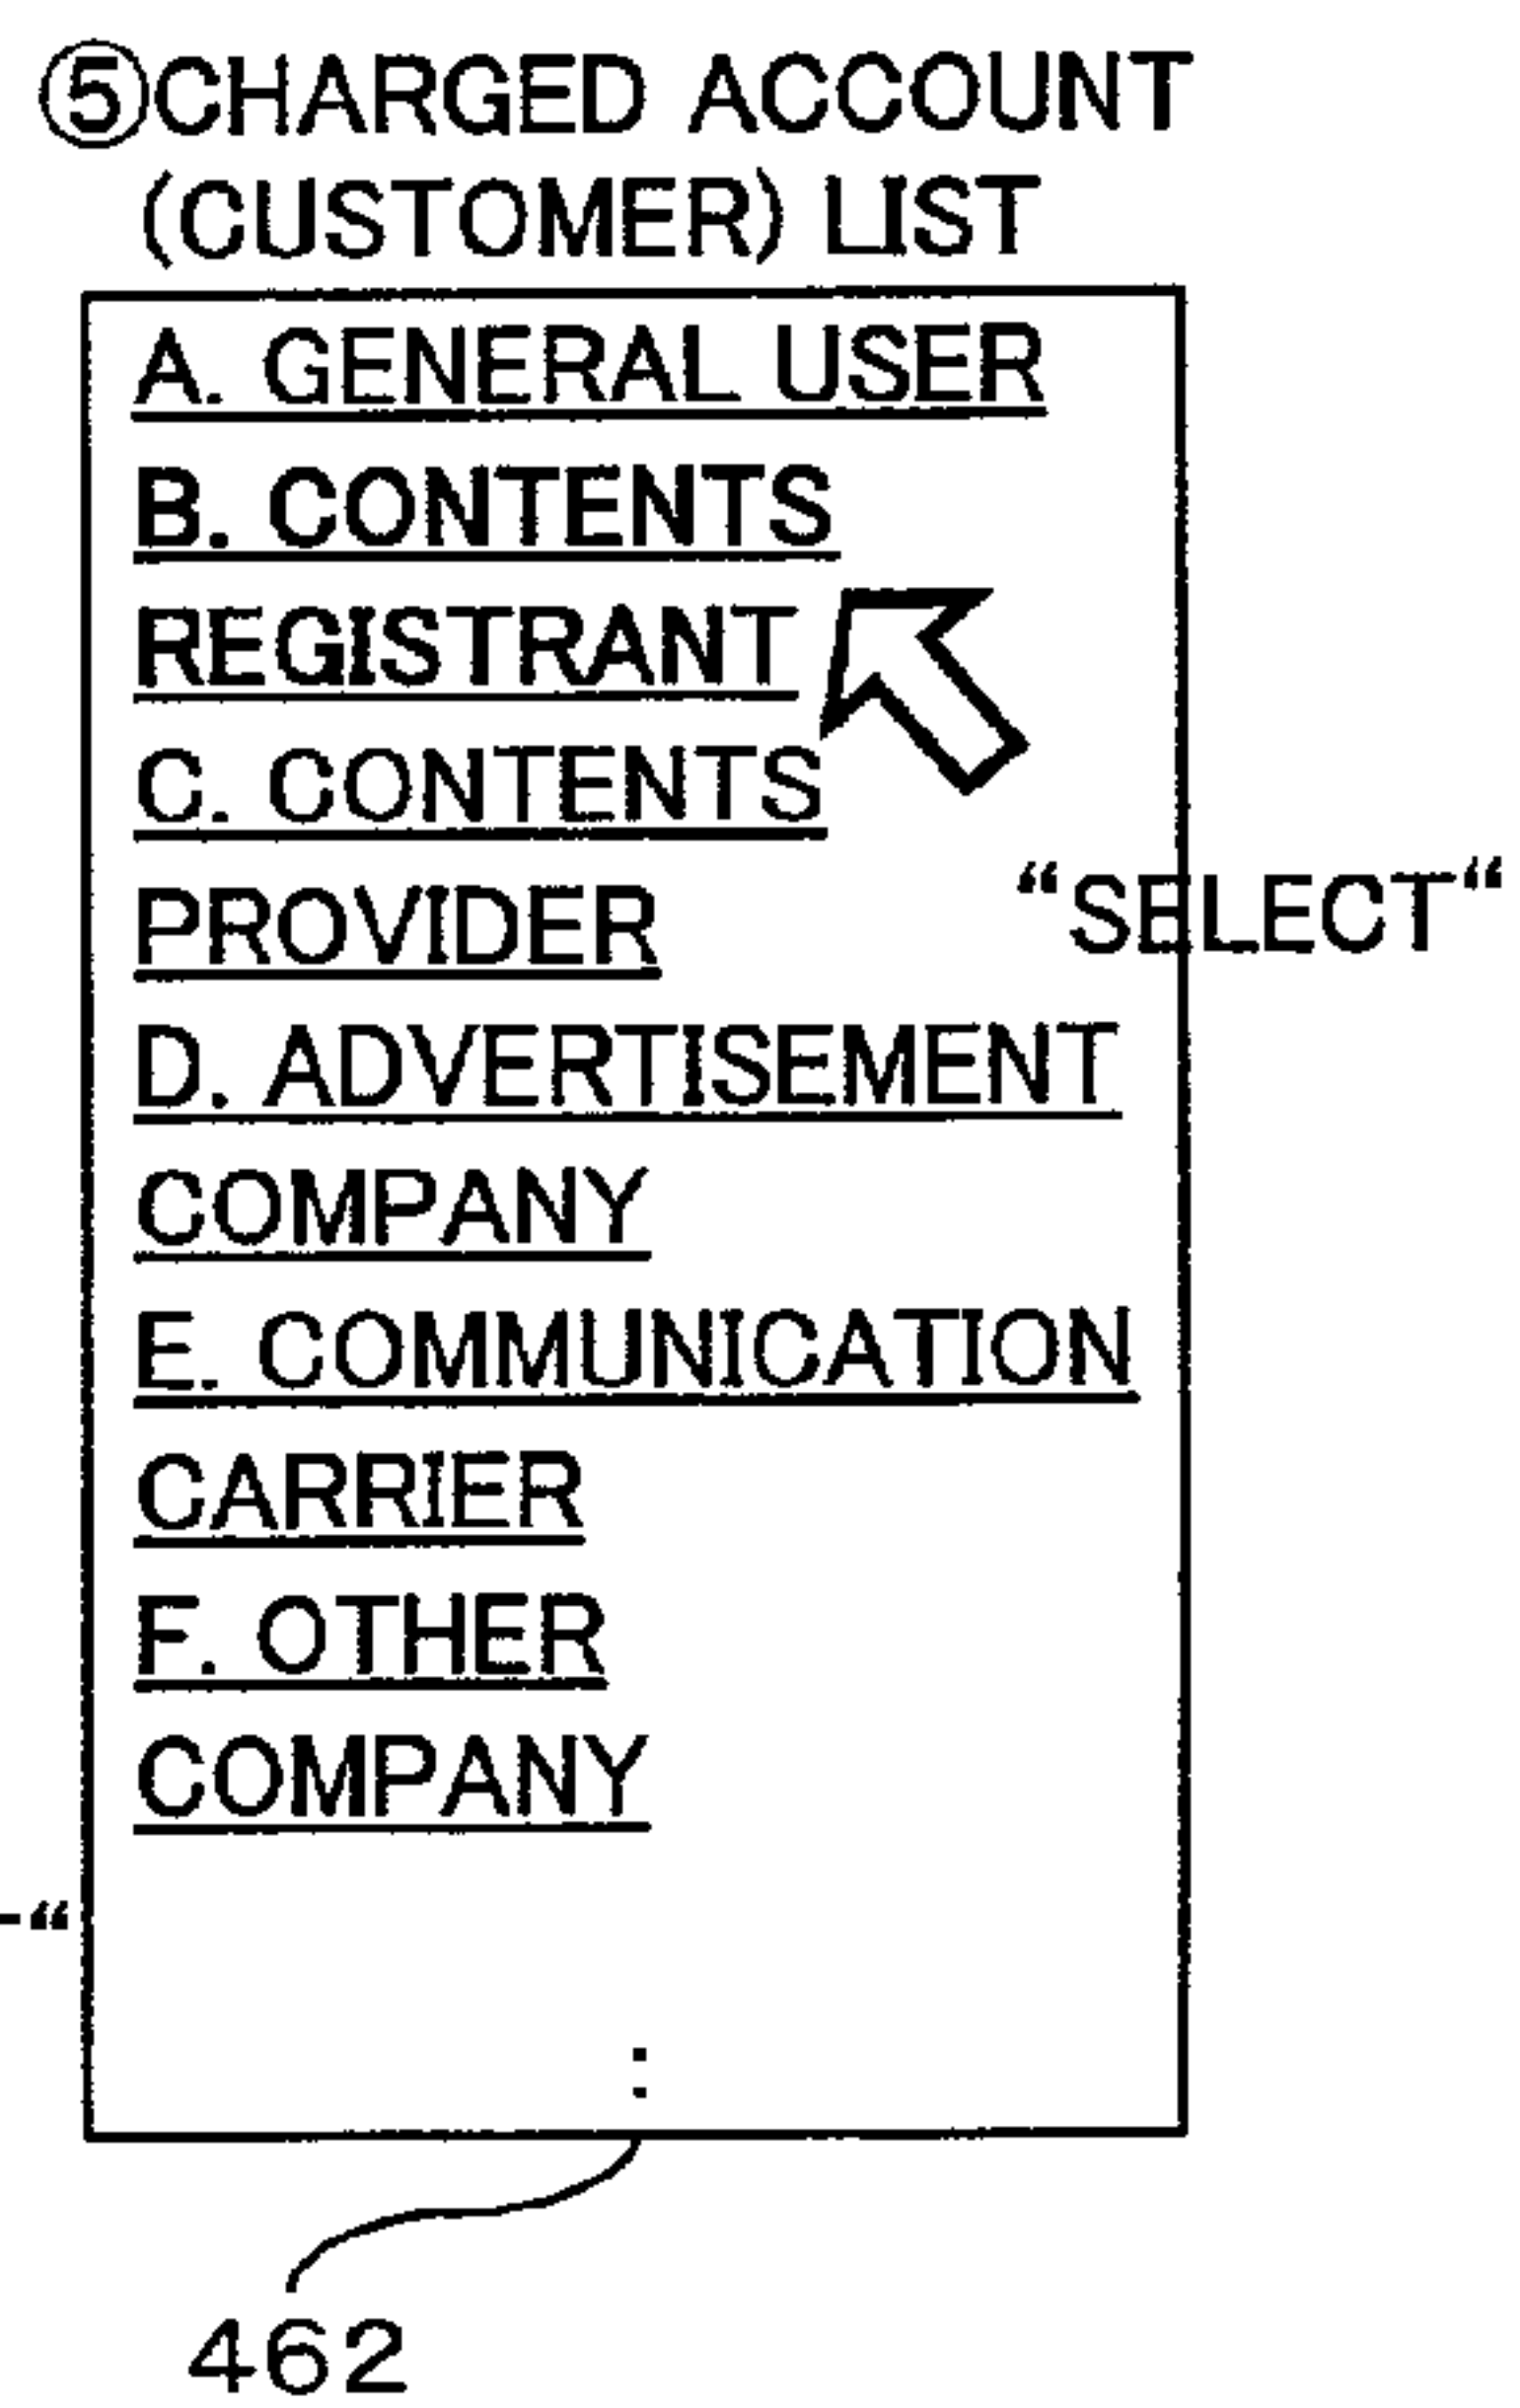 ⑤CHARGED ACCOUNT
(CUSTOMER) LIST
A. GENERAL USER
B. CONTENTS
REGISTRANT
C. CONTENTS
PROVIDER
“SELECT“
D. ADVERTISEMENT
COMPANY
E. COMMUNICATION
CARRIER
F. OTHER
COMPANY
:
462